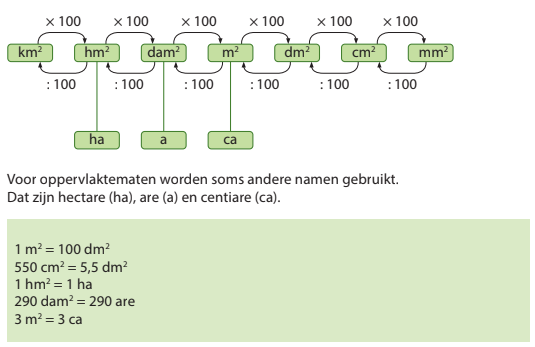 × 100 × 100 × 100 × 100 × 100 × 100
km² hm² dam² m² dm² cm² mm²
: 100 : 100 : 100 : 100 : 100 : 100
ha a ca
Voor oppervlaktematen worden soms andere namen gebruikt.
Dat zijn hectare (ha), are (a) en centiare (ca).
1 m² = 100 dm²
550 cm² = 5,5 dm²
1 hm² = 1 ha
290 dam² = 290 are
3 m² = 3 ca